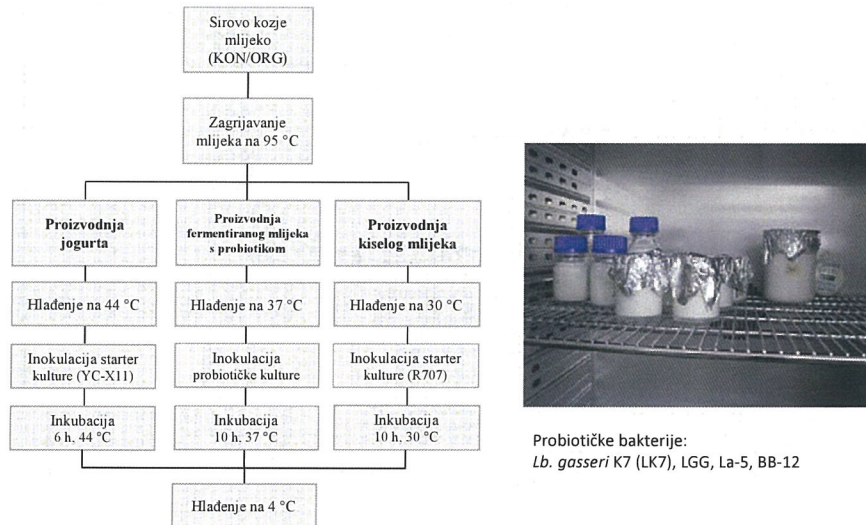 Sirovo kozje
mlijeko
(KON/ORG)
Zagrijavanje
mlijeka na 95 °C
Proizvodnja
jogurta
Hlađenje na 44 °C
Inokulacija starter
kulture (YC-X11)
Inkubacija
6 h, 44 °C
Proizvodnja
fermentiranog mlijeka
s probiotikom
Hlađenje na 37 °C
Inokulacija
probiotičke kulture
Inkubacija
10 h, 37 °C
Proizvodnja
kiselog mlijeka
Hlađenje na 30 °C
Inokulacija starter
kulture (R707)
Inkubacija
10 h, 30 °C
Hlađenje na 4 °C
Probiotičke bakterije:
Lb. gasseri K7 (LK7), LGG, La-5, BB-12